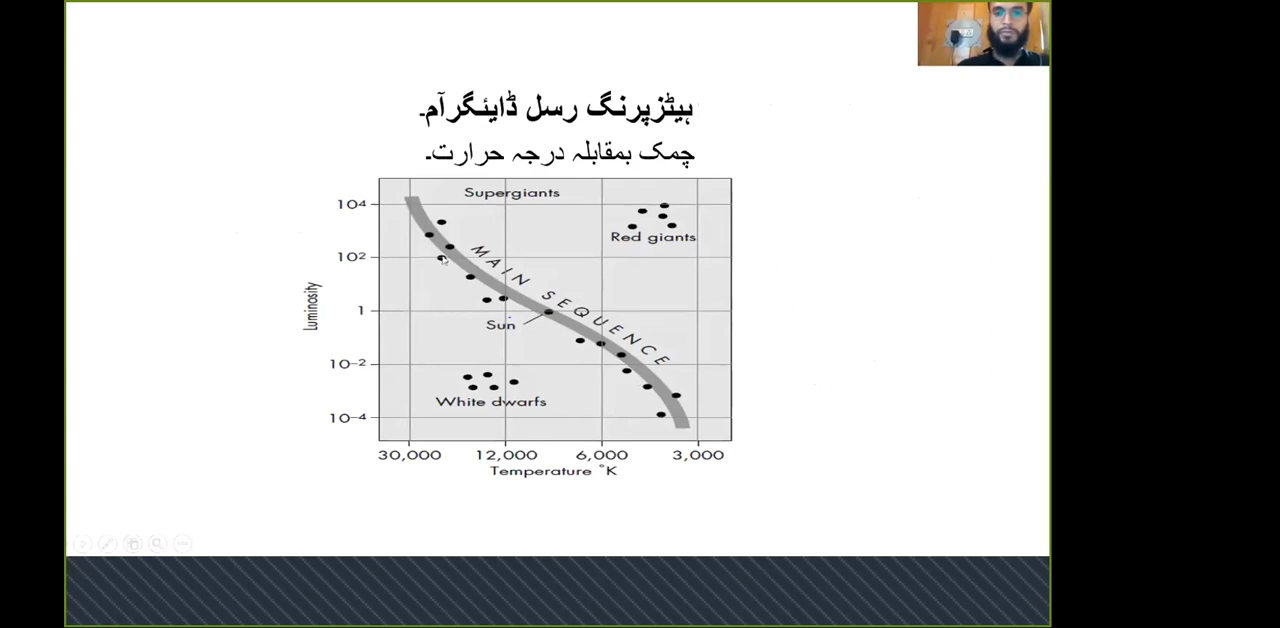 ہیٹزپرنگ رسل ڈایئگرآم۔
چمک بمقابلہ درجہ حرارت۔
Supergiants
10⁴
Red giants
10²
MAIN SEQUENCE
Luminosity
1
Sun
10⁻²
White dwarfs
10⁻⁴
30,000 12,000 6,000 3,000
Temperature °K